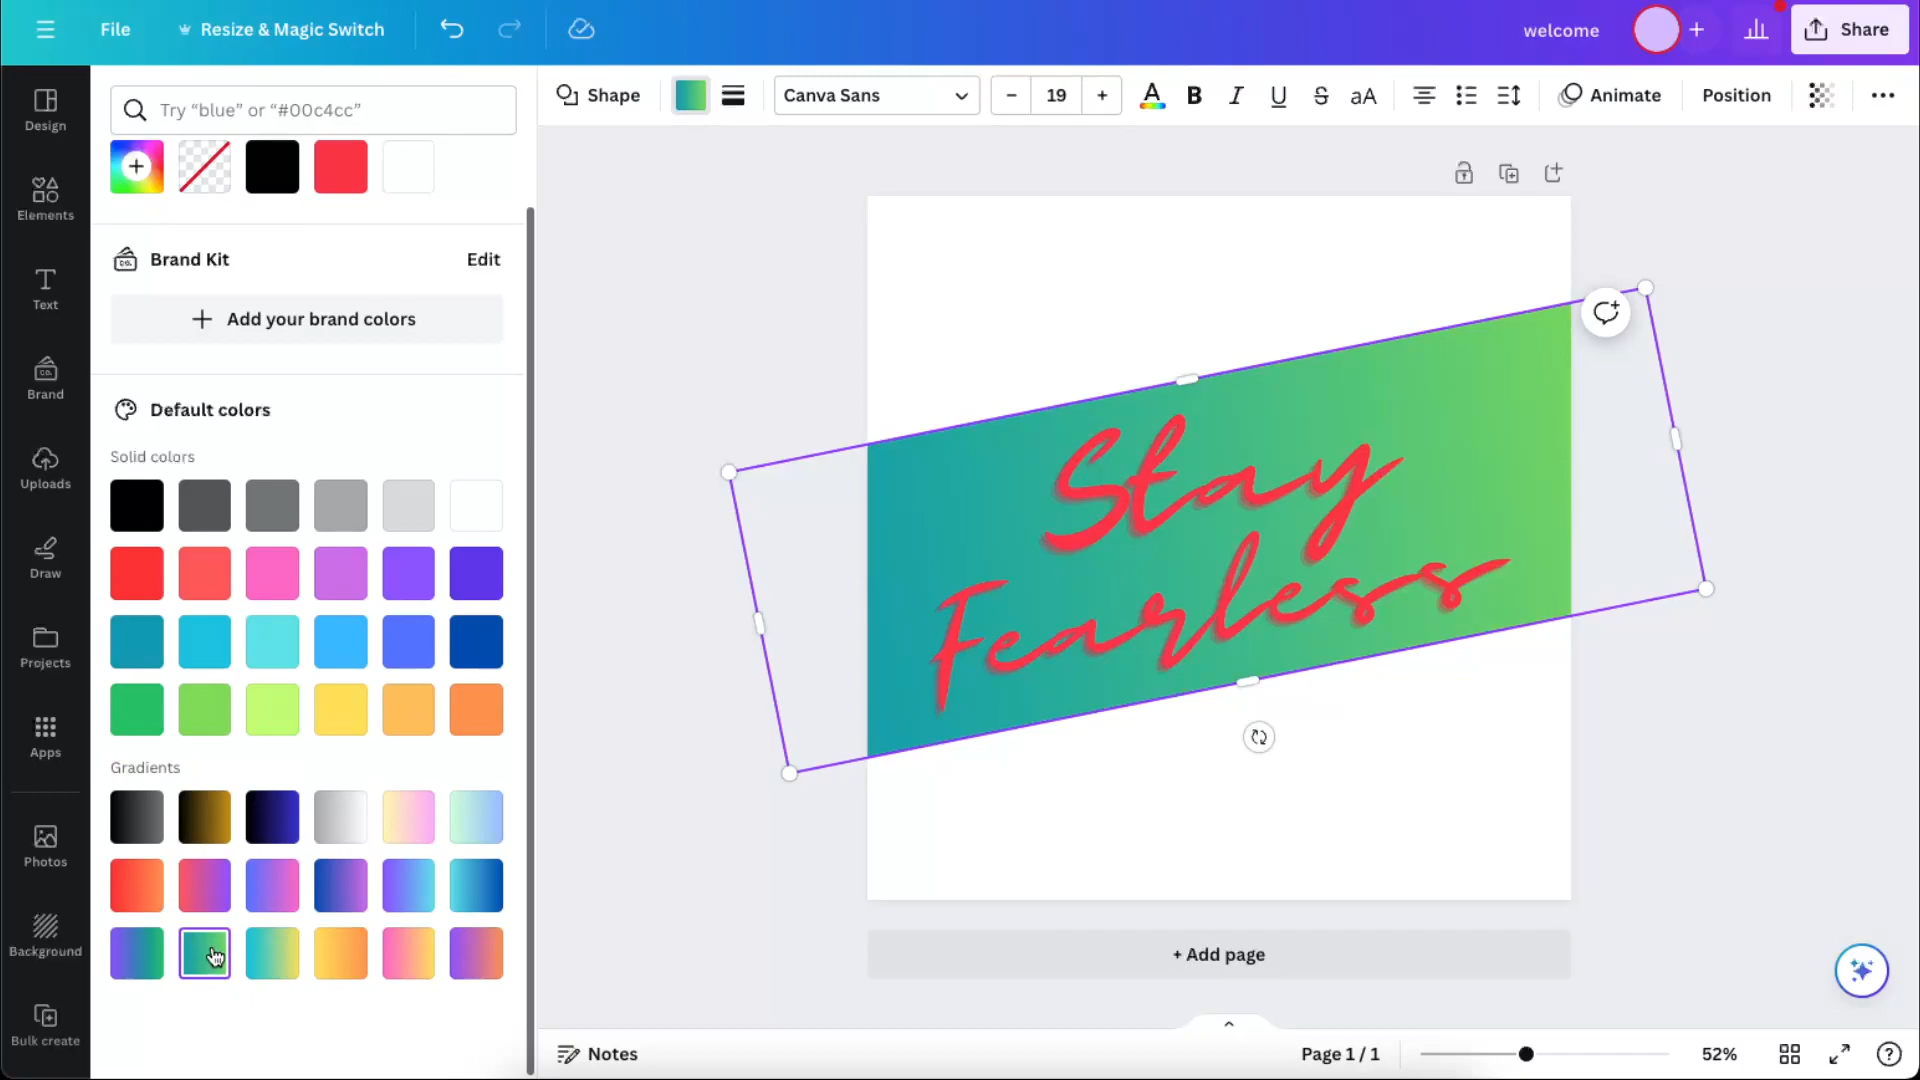 File
Resize & Magic Switch
welcome
Share
Design
Elements
Text
Brand
Uploads
Draw
Projects
Apps
Photos
Background
Bulk create
Try “blue” or “#00c4cc”
Brand Kit
Edit
Add your brand colors
Default colors
Solid colors
Gradients
Shape
Canva Sans
19
A
B
I
U
S
aA
Animate
Position
Stay
Fearless
+ Add page
Notes
Page 1 / 1
52%